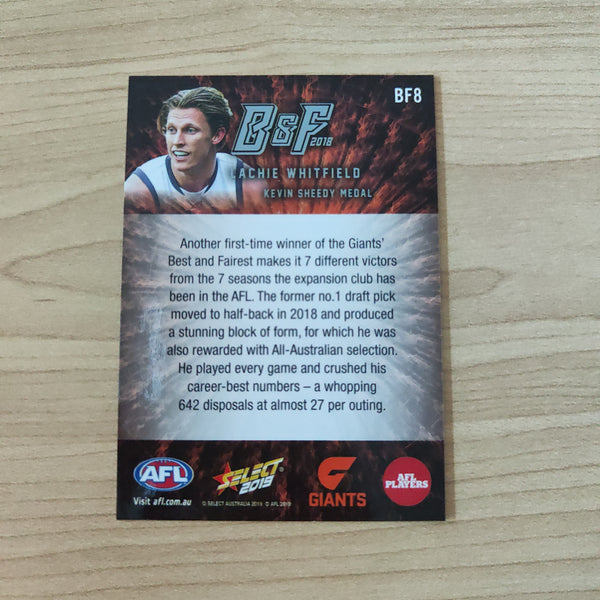 BF8
B&F
2018
LACHIE WHITFIELD
KEVIN SHEEDY MEDAL
Another first-time winner of the Giants'
Best and Fairest makes it 7 different victors
from the 7 seasons the expansion club has
been in the AFL. The former no.1 draft pick
moved to half-back in 2018 and produced
a stunning block of form, for which he was
also rewarded with All-Australian selection.
He played every game and crushed his
career-best numbers – a whopping
642 disposals at almost 27 per outing.
AFL
Visit afl.com.au
SELECT
2019
© SELECT AUSTRALIA 2019 © AFL 2019
GIANTS
AFL
PLAYERS